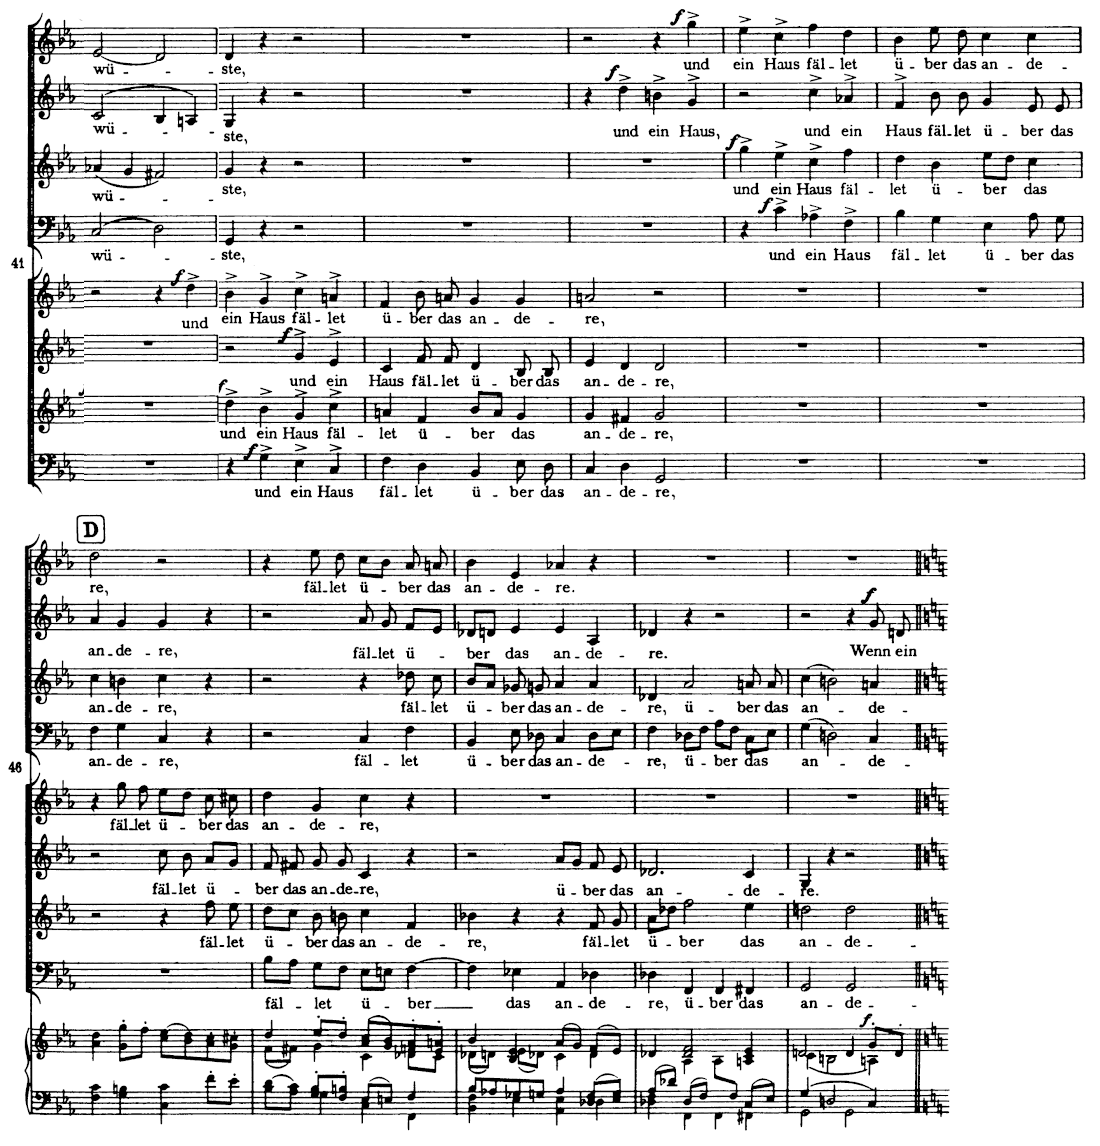 f
wü - - - ste, und ein Haus fäl - let ü - ber das an - de -
f
wü - - - ste, und ein Haus, und ein Haus fäl - let ü - ber das
f
wü - - - ste, und ein Haus fäl - let ü - ber das
f
wü - - - ste, und ein Haus fäl - let ü - ber das
41
f
und ein Haus fäl - let ü - ber das an - de - re,
f
und ein Haus fäl - let ü - ber das an - de - re,
f
und ein Haus fäl - let ü - ber das an - de - re,
f
und ein Haus fäl - let ü - ber das an - de - re,
D
re, fäl - let ü - ber das an - de - re.
f
an - de - re, fäl - let ü - ber das an - de - re. Wenn ein
an - de - re, fäl - let ü - ber das an - de - re, ü - ber das an - de -
an - de - re, fäl - let ü - ber das an - de - re, ü - ber das an - de -
46
fäl - let ü - ber das an - de - re,
fäl - let ü - ber das an - de - re, ü - ber das an - de - re.
fäl - let ü - ber das an - de - re, fäl - let ü - ber das an - de -
fäl - let ü - ber das an - de - re, ü - ber das an - de -
f